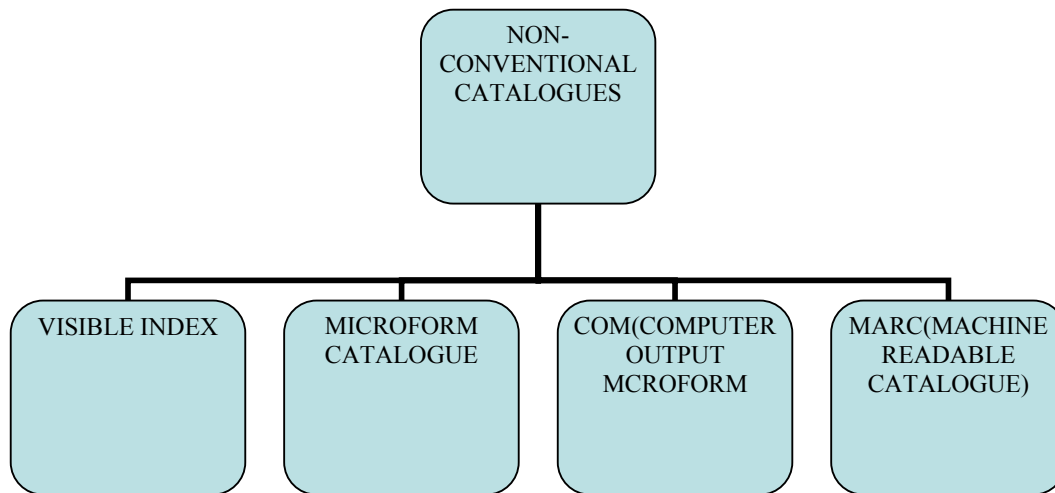 NON-
CONVENTIONAL
CATALOGUES
VISIBLE INDEX
MICROFORM
CATALOGUE
COM(COMPUTER
OUTPUT
MCROFORM
MARC(MACHINE
READABLE
CATALOGUE)